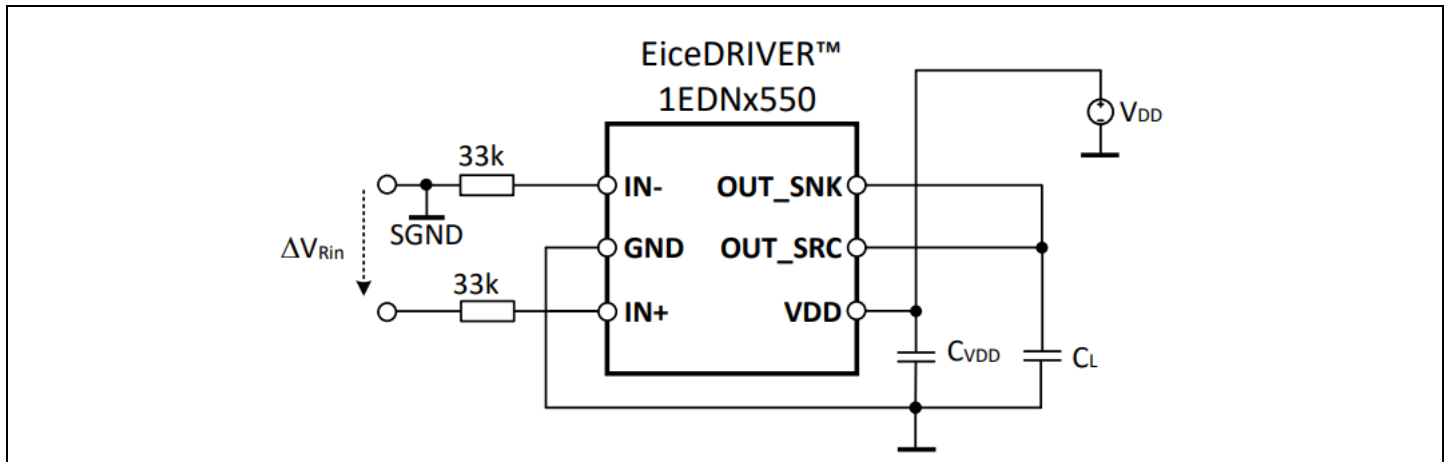 EiceDRIVER™
1EDNx550
VDD
33k
IN-
OUT_SNK
SGND
ΔVRin
GND
OUT_SRC
33k
IN+
VDD
CVDD
CL